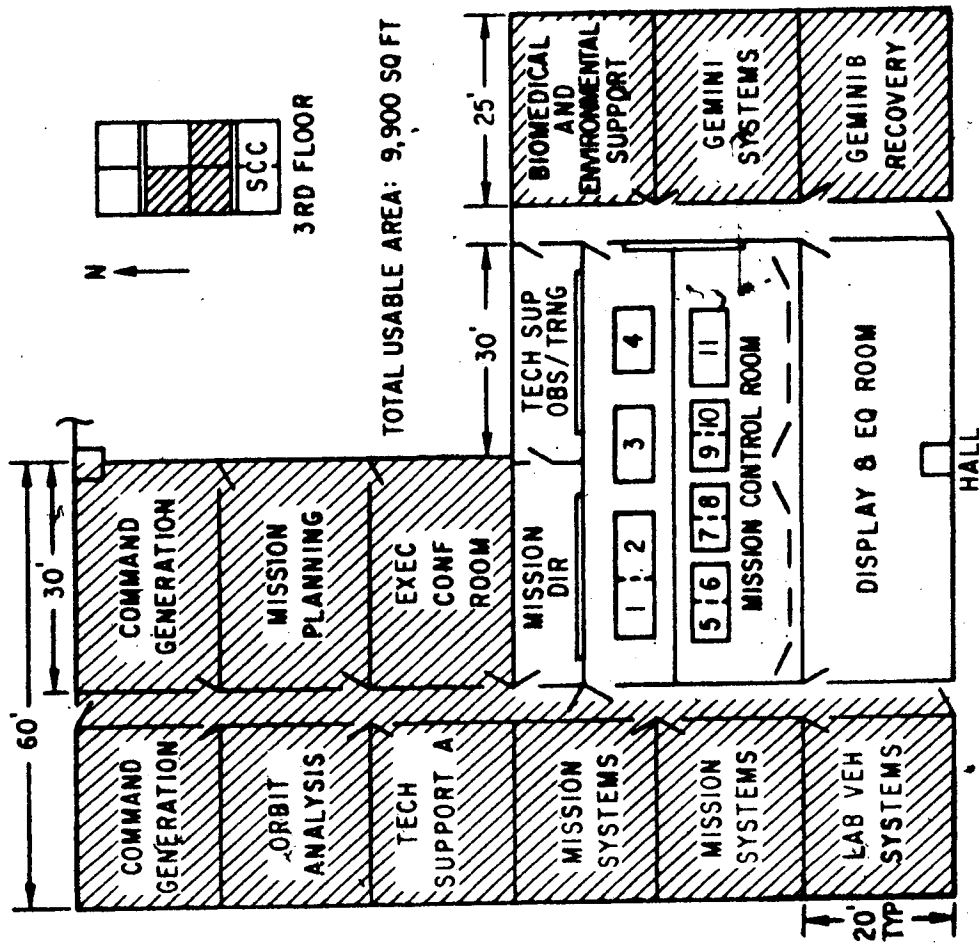 N
SCC
3RD FLOOR
TOTAL USABLE AREA: 9,900 SQ FT
60'
30'
30'
25'
COMMAND
GENERATION
COMMAND
GENERATION
ORBIT
ANALYSIS
MISSION
PLANNING
TECH
SUPPORT A
EXEC
CONF
ROOM
MISSION
SYSTEMS
MISSION
DIR
TECH SUP
OBS/TRNG
BIOMEDICAL
AND
ENVIRONMENTAL
SUPPORT
MISSION
SYSTEMS
1 2 3 4
5 6 7 8 9 10 11
MISSION CONTROL ROOM
GEMINI
SYSTEMS
LAB VEH
SYSTEMS
DISPLAY & EQ ROOM
GEMINIB
RECOVERY
20'
TYP
HALL